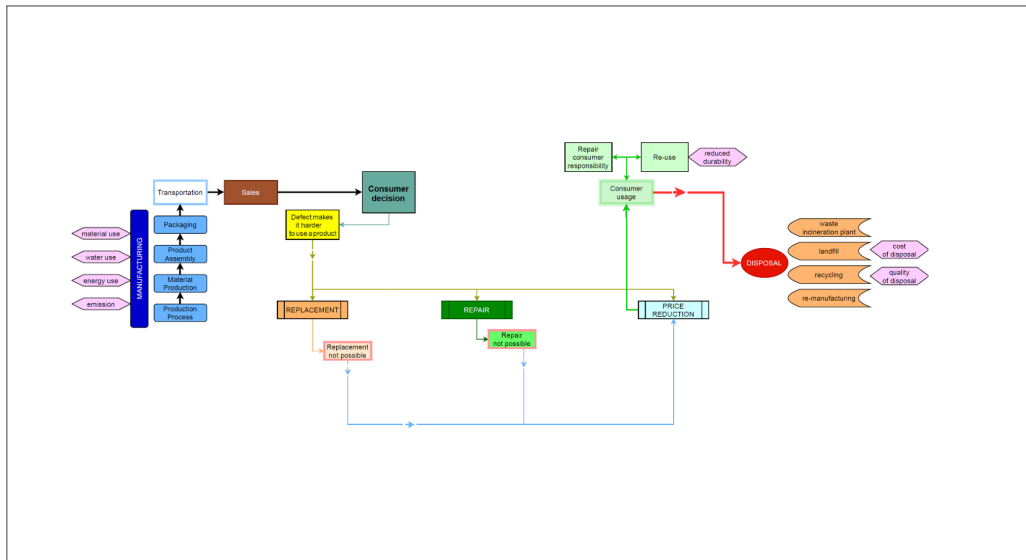 Repair
consumer
responsibility
Re-use
reduced
durability
Transportation
Sales
Consumer
decision
Consumer
usage
Defect makes
it harder
to use a product
MANUFACTURING
material use
water use
energy use
emission
Packaging
Product
Assembly
Material
Production
Production
Process
DISPOSAL
waste
incineration plant
landfill
recycling
re-manufacturing
cost
of disposal
quality
of disposal
REPLACEMENT
REPAIR
PRICE
REDUCTION
Replacement
not possible
Repair
not possible